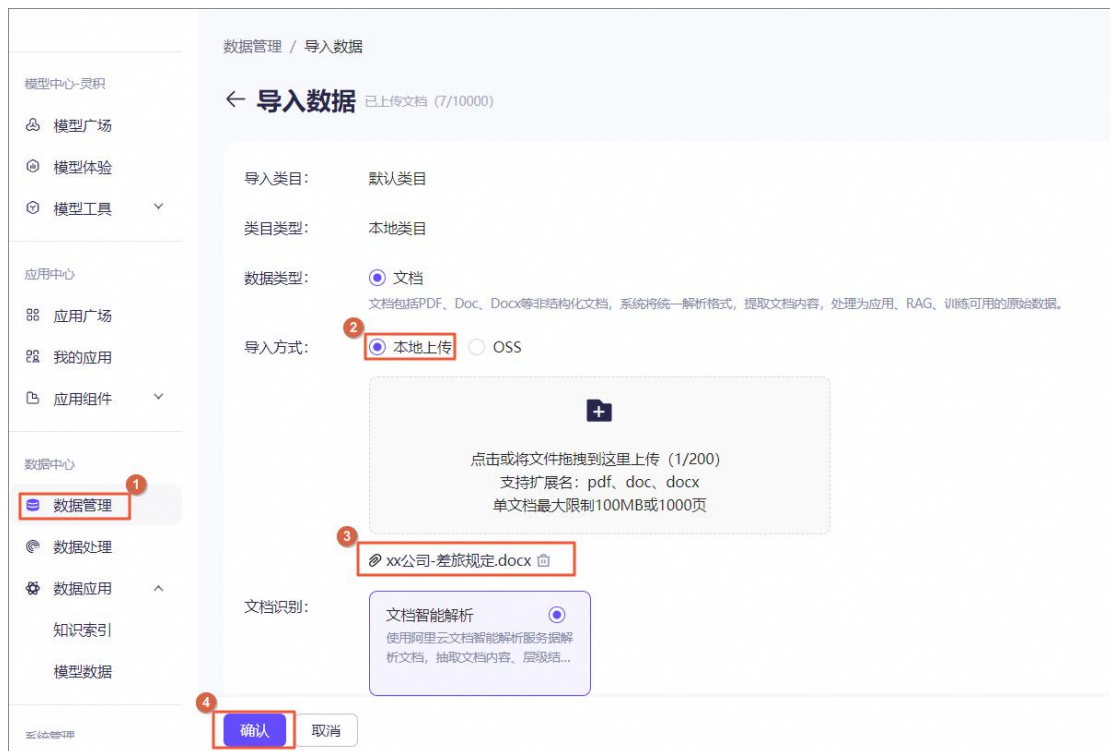 数据管理 / 导入数据
模型中心-灵积
← 导入数据 已上传文档 (7/10000)
模型广场
模型体验
模型工具
导入类目： 默认类目
类目类型： 本地类目
应用中心
数据类型： 文档
文档包括PDF、Doc、Docx等非结构化文档，系统将统一解析格式，提取文档内容，处理为应用、RAG、训练可用的原始数据。
应用广场
2
导入方式： 本地上传 OSS
我的应用
应用组件
点击或将文件拖拽到这里上传（1/200）
支持扩展名：pdf、doc、docx
单文档最大限制100MB或1000页
数据中心
1
数据管理
数据处理
3
xx公司-差旅规定.docx
数据应用
文档识别： 文档智能解析
使用阿里云文档智能解析服务据解
析文档，抽取文档内容、层级结...
知识索引
模型数据
4
确认 取消
系统管理